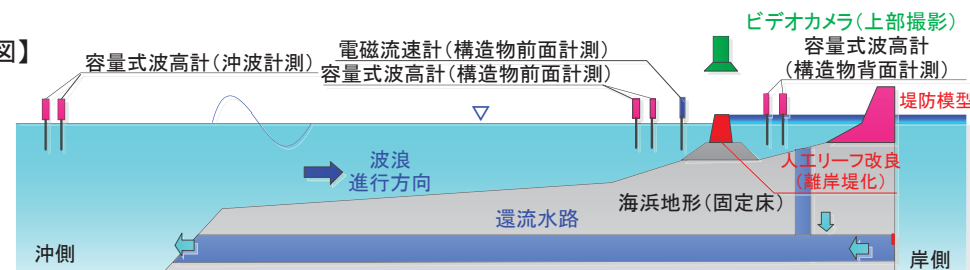 図】
ビデオカメラ(上部撮影)
容量式波高計(沖波計測)
電磁流速計(構造物前面計測)
容量式波高計(構造物前面計測)
容量式波高計
(構造物背面計測)
堤防模型
波浪
進行方向
人工リーフ改良
(離岸堤化)
海浜地形(固定床)
還流水路
沖側
岸側